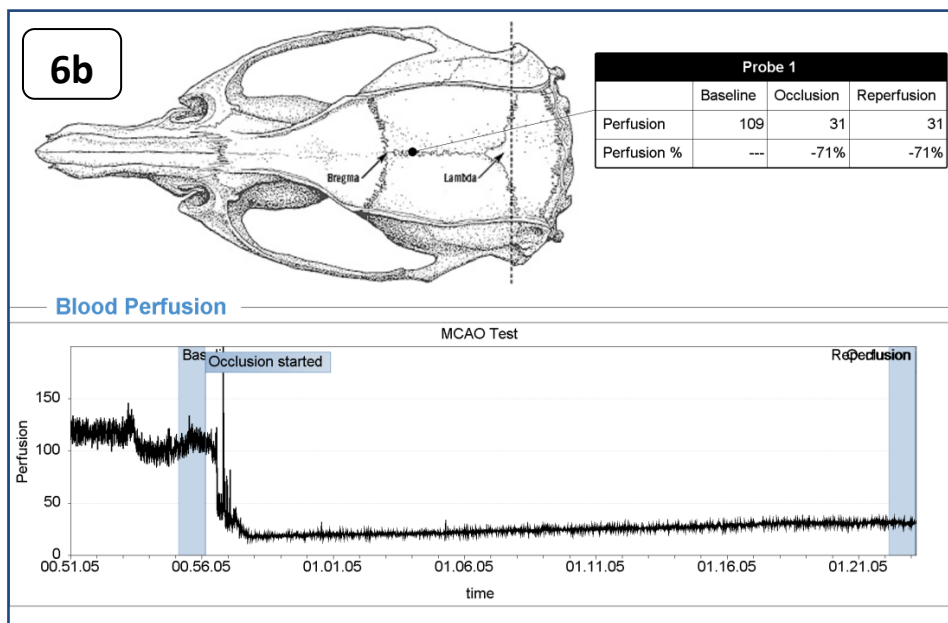 6b
Probe 1
Baseline Occlusion Reperfusion
Perfusion 109 31 31
Perfusion % --- -71% -71%
Bregma
Lambda
Blood Perfusion
MCAO Test
Bas
Occlusion started
Occlusion
150
100
50
0
Perfusion
00.51.05 00.56.05 01.01.05 01.06.05 01.11.05 01.16.05 01.21.05
time